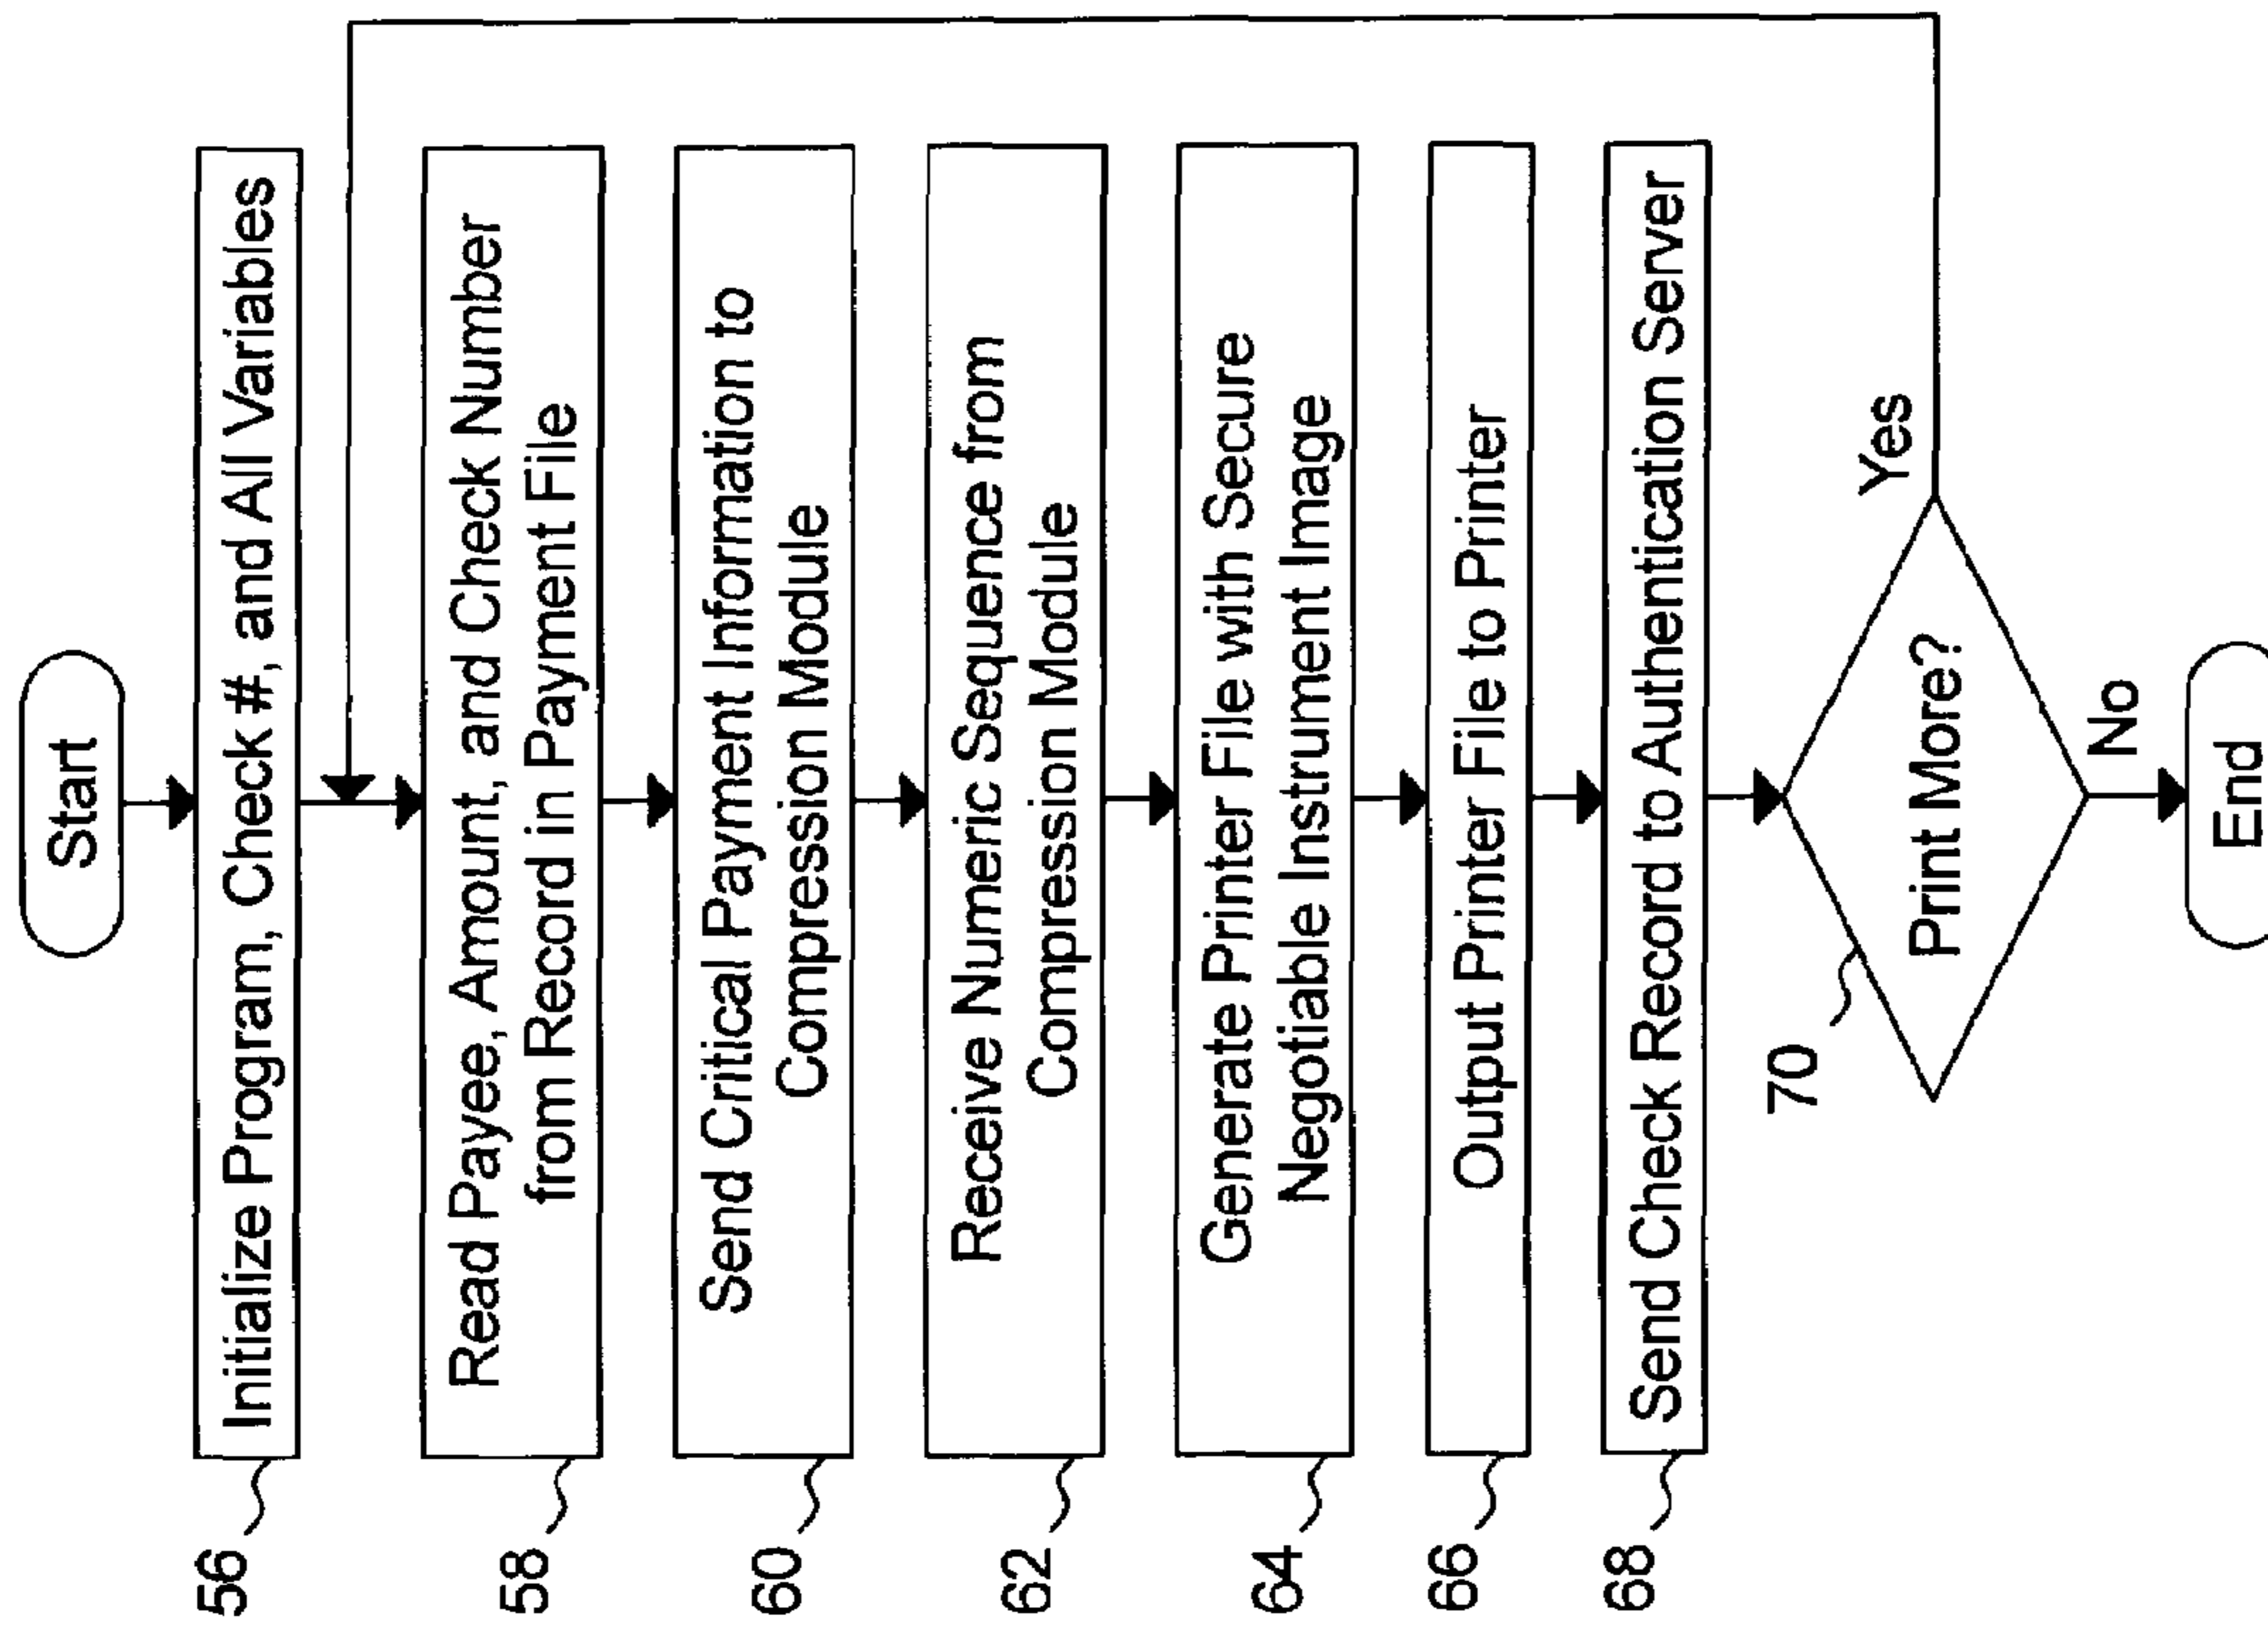 Start
56
Initialize Program, Check #, and All Variables
58
Read Payee, Amount, and Check Number
from Record in Payment File
60
Send Critical Payment Information to
Compression Module
62
Receive Numeric Sequence from
Compression Module
64
Generate Printer File with Secure
Negotiable Instrument Image
66
Output Printer File to Printer
68
Send Check Record to Authentication Server
70
Print More?
Yes
No
End